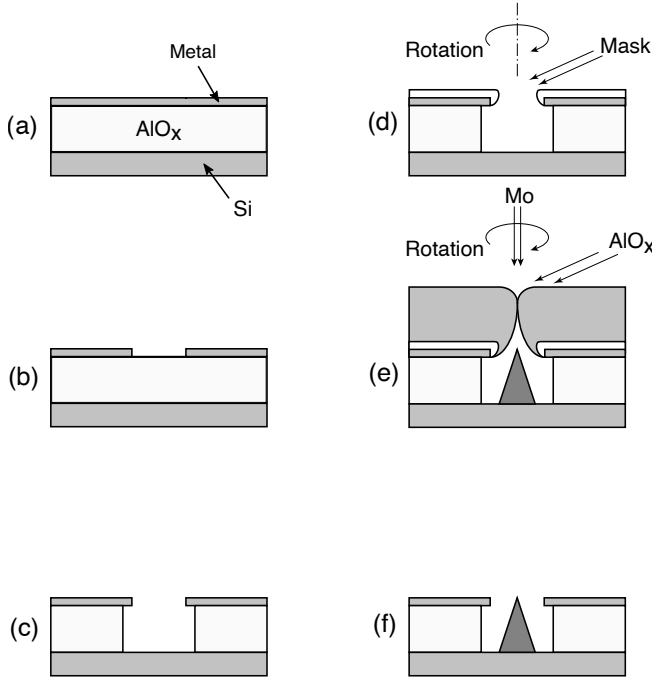 Metal
(a)
AlOx
Si
(b)
(c)
Rotation
Mask
(d)
Mo
Rotation
AlOx
(e)
(f)